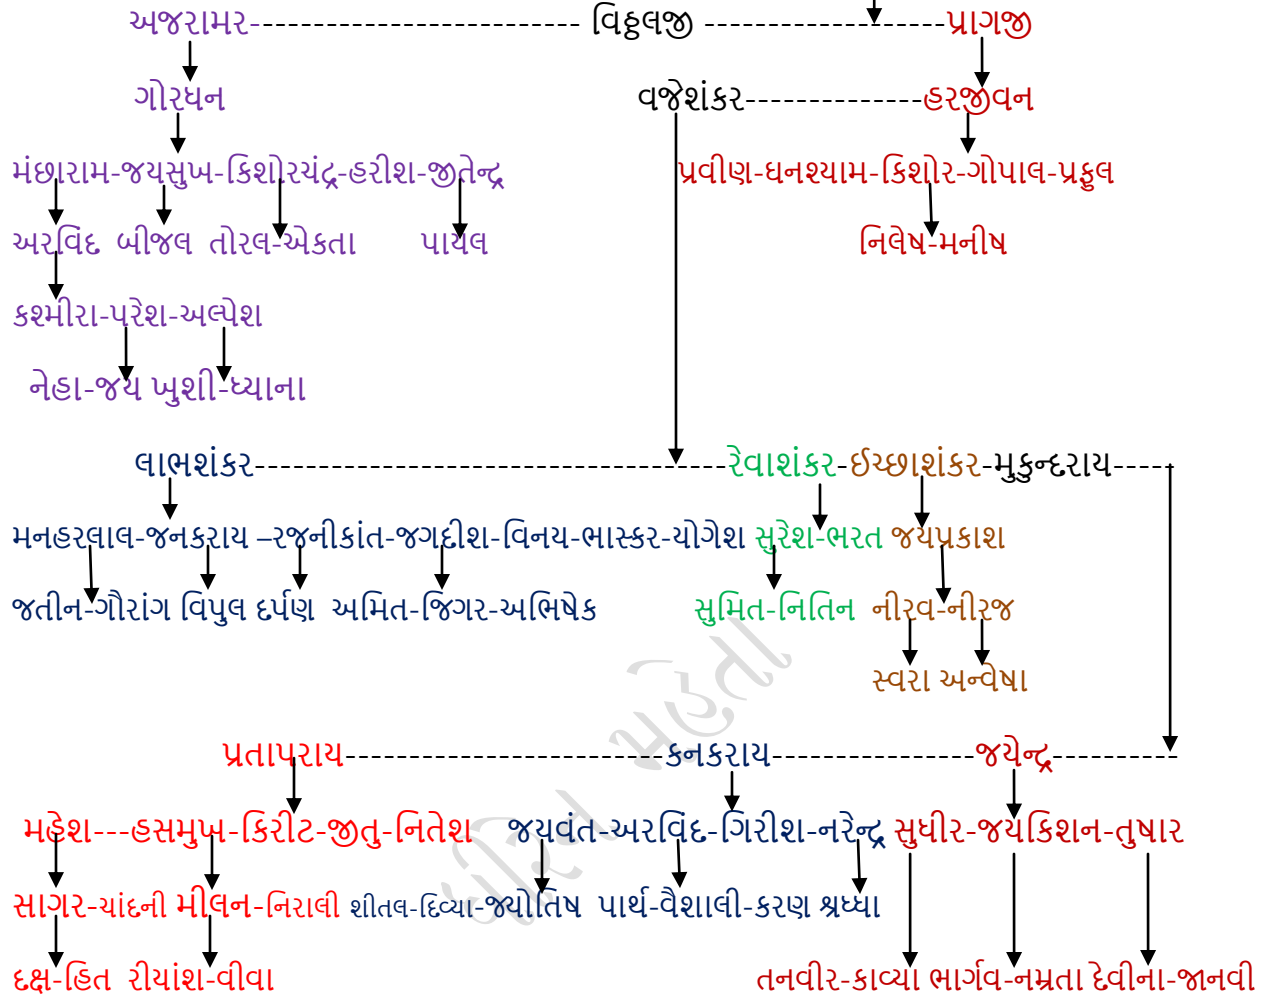 અજરામર------------------------- વિઠ્ઠલજી -------------------પ્રાગજી
ગોરધન વજેશંકર--------------હરજીવન
મંછારામ-જયસુખ-કિશોરચંદ્ર-હરીશ-જીતેન્દ્ર પ્રવીણ-ઘનશ્યામ-કિશોર-ગોપાલ-પ્રફુલ
અરવિંદ બીજલ તોરલ-એકતા પાયલ નિલેષ-મનીષ
કશ્મીરા-પરેશ-અલ્પેશ
નેહા-જય ખુશી-ધ્યાના
લાભશંકર-------------------------------------રેવાશંકર-ઈચ્છાશંકર-મુકુન્દરાય-----
મનહરલાલ-જનકરાય –રજનીકાંત-જગદીશ-વિનય-ભાસ્કર-યોગેશ સુરેશ-ભરત જયપ્રકાશ
જતીન-ગૌરાંગ વિપુલ દર્પણ અમિત-જિગર-અભિષેક સુમિત-નિતિન નીરવ-નીરજ
સ્વરા અન્વેષા
પ્રતાપરાય-------------------------કનકરાય----------------જયેન્દ્ર----------
મહેશ---હસમુખ-કિરીટ-જીતુ-નિતેશ જયવંત-અરવિંદ-ગિરીશ-નરેન્દ્ર સુધીર-જયકિશન-તુષાર
સાગર-ચાંદની મીલન-નિરાલી શીતલ-દિવ્યા-જ્યોતિષ પાર્થ-વૈશાલી-કરણ શ્રધ્ધા
દક્ષ-હિત રીયાંશ-વીવા તનવીર-કાવ્યા ભાર્ગવ-નમ્રતા દેવીના-જાનવી
મહેતા